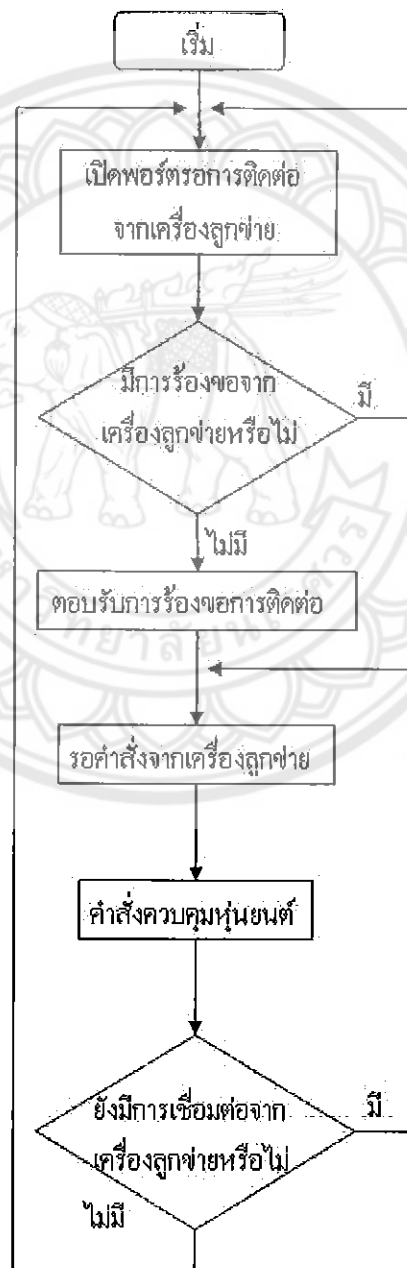 เริ่ม
เปิดพอร์ตรอการติดต่อ
จากเครื่องลูกข่าย
มีการร้องขอจาก
เครื่องลูกข่ายหรือไม่
มี
ไม่มี
ตอบรับการร้องขอการติดต่อ
รอคำสั่งจากเครื่องลูกข่าย
คำสั่งควบคุมหุ่นยนต์
ยังมีการเชื่อมต่อจาก
เครื่องลูกข่ายหรือไม่
มี
ไม่มี